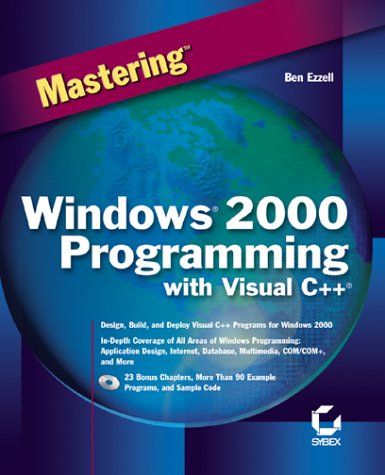 Mastering™
Ben Ezzell
Windows® 2000
Programming
with Visual C++®
Design, Build, and Deploy Visual C++ Programs for Windows 2000
In-Depth Coverage of All Areas of Windows Programming:
Application Design, Internet, Database, Multimedia, COM/COM+,
and More
23 Bonus Chapters, More Than 90 Example
Programs, and Sample Code
SYBEX